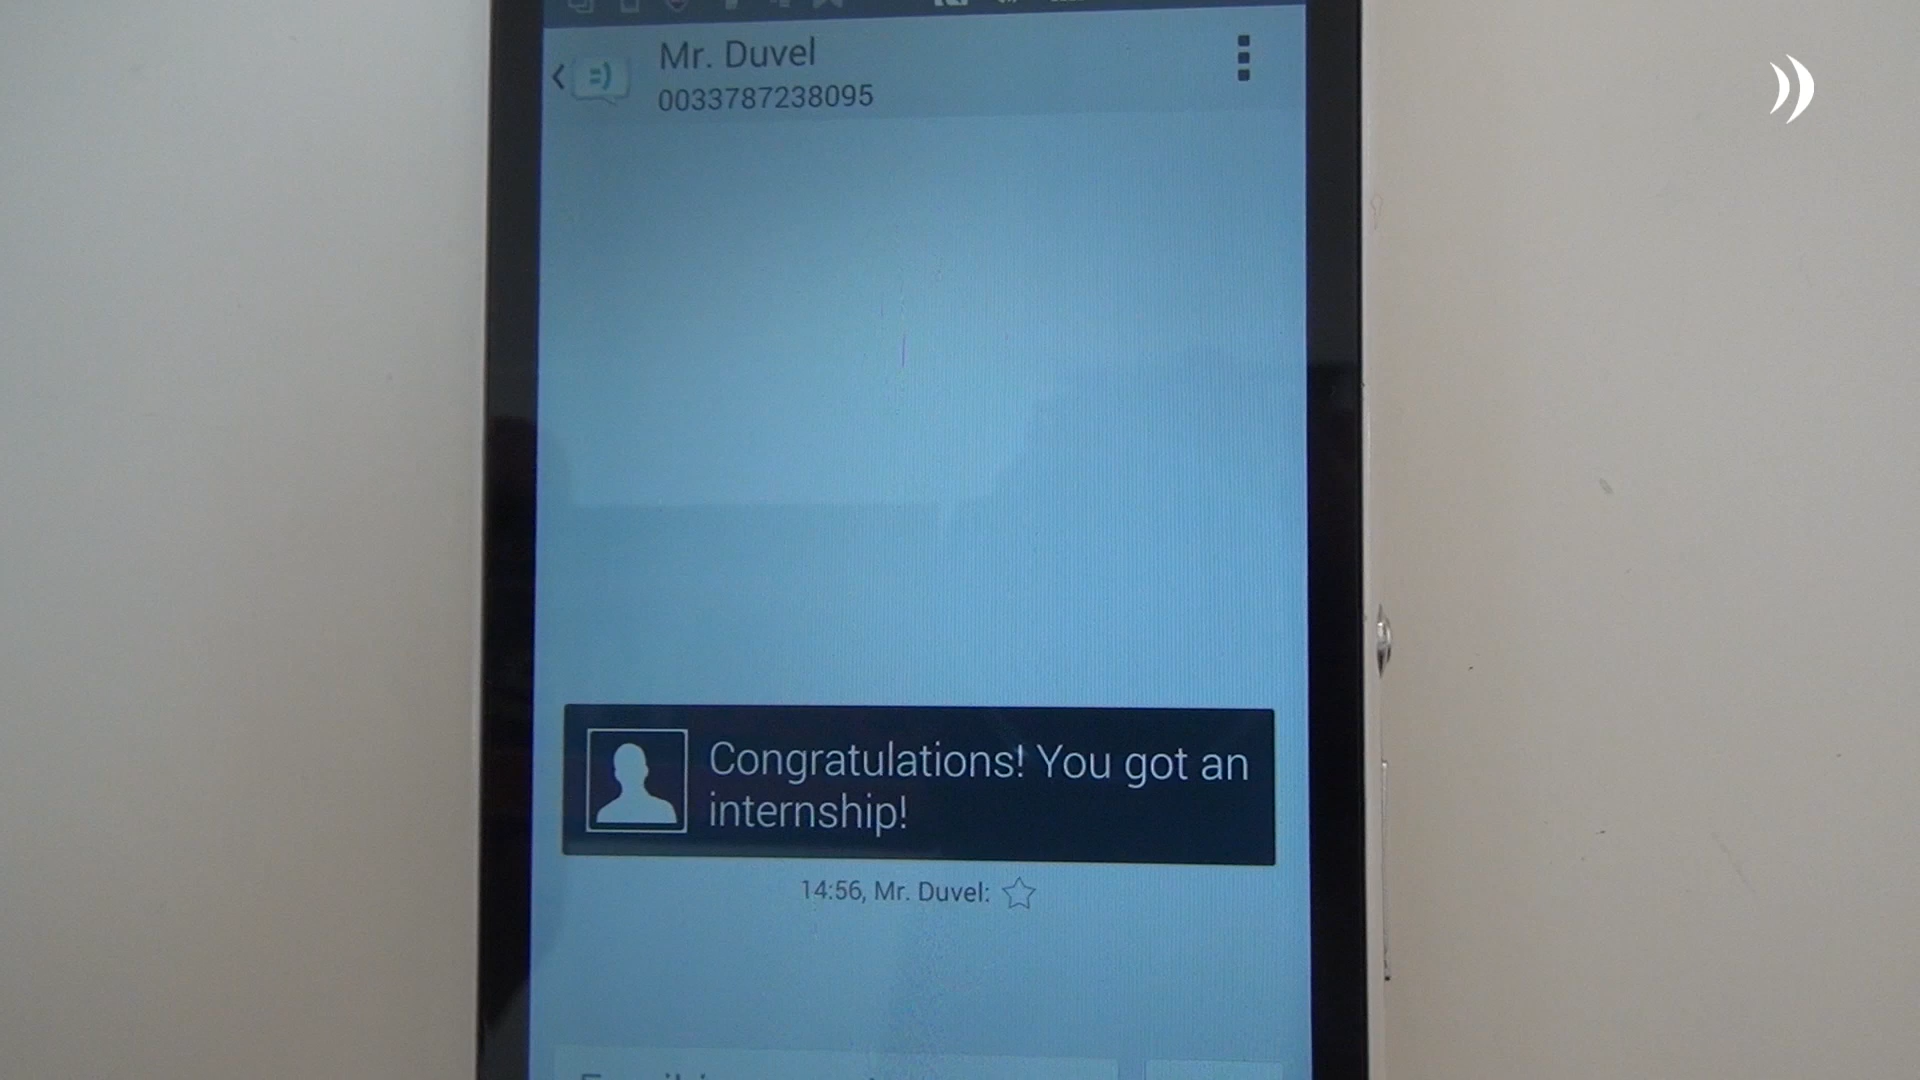 Mr. Duvel
0033787238095
Congratulations! You got an
internship!
14:56, Mr. Duvel: